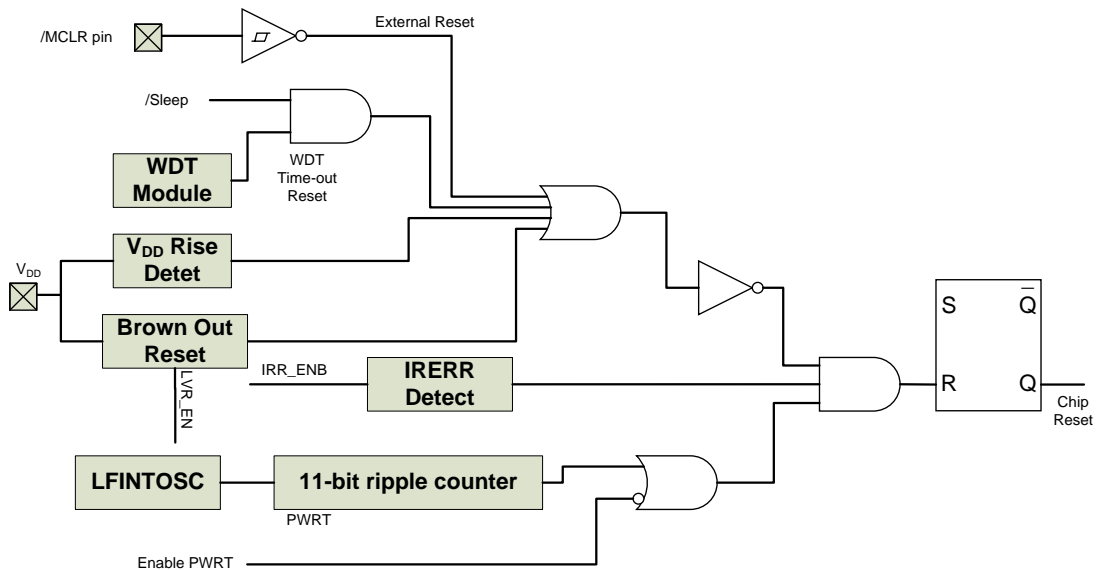 External Reset
/MCLR pin
/Sleep
WDT
Module
WDT
Time-out
Reset
VDD Rise
Detet
VDD
Brown Out
Reset
LVR_EN
IRR_ENB
IRERR
Detect
S
Q
R
Q
Chip
Reset
LFINTOSC
11-bit ripple counter
PWRT
Enable PWRT